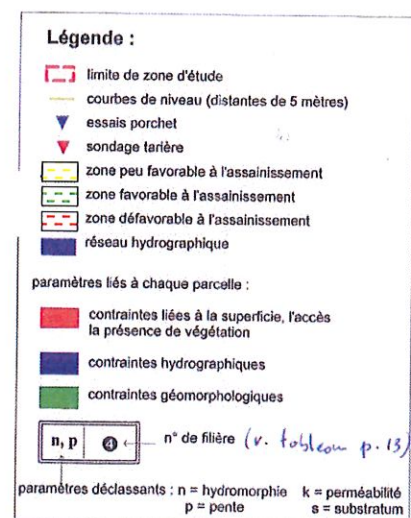 Légende :
limite de zone d'étude
courbes de niveau (distantes de 5 mètres)
essais porchet
sondage tarière
zone peu favorable à l'assainissement
zone favorable à l'assainissement
zone défavorable à l'assainissement
réseau hydrographique
paramètres liés à chaque parcelle :
contraintes liées à la superficie, l'accès
la présence de végétation
contraintes hydrographiques
contraintes géomorphologiques
n, p 4 n° de filière (v. tableau p. 13)
paramètres déclassants : n = hydromorphie k = perméabilité
p = pente s = substratum